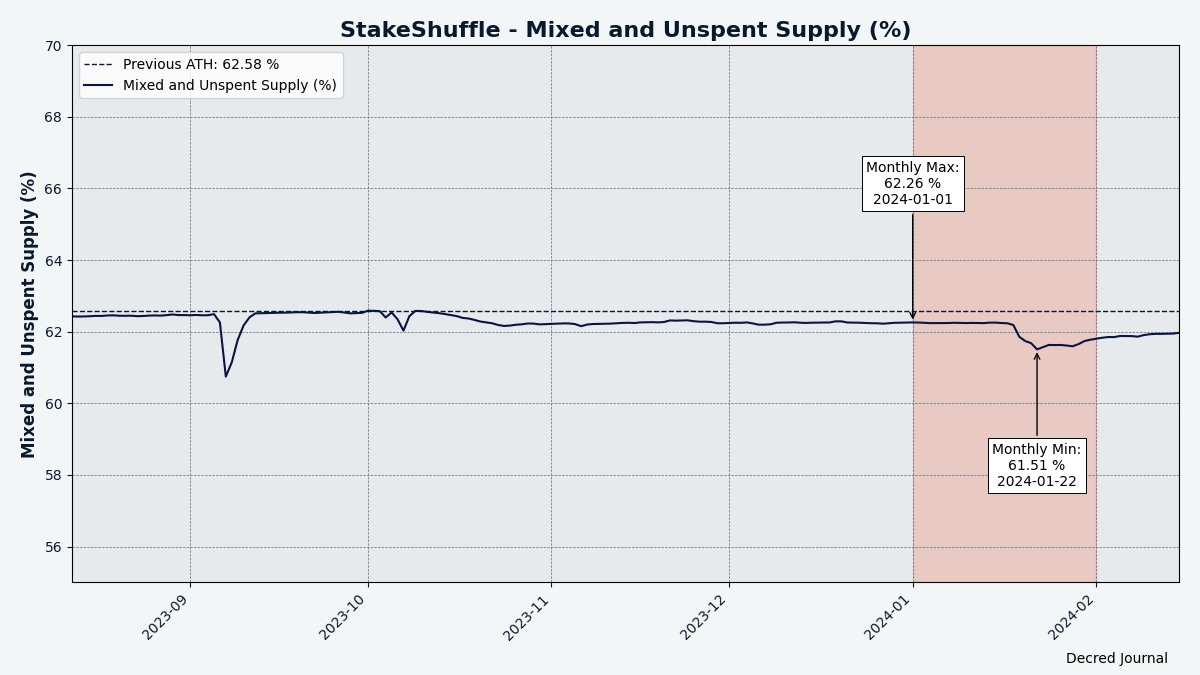 StakeShuffle - Mixed and Unspent Supply (%)
Previous ATH: 62.58 %
Mixed and Unspent Supply (%)
Mixed and Unspent Supply (%)
70
68
66
64
62
60
58
56
Monthly Max:
62.26 %
2024-01-01
Monthly Min:
61.51 %
2024-01-22
2023-09
2023-10
2023-11
2023-12
2024-01
2024-02
Decred Journal